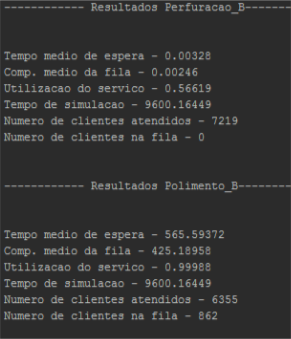 ------------ Resultados Perfuracao_B-------
Tempo medio de espera - 0.00328
Comp. medio da fila - 0.00246
Utilizacao do servico - 0.56619
Tempo de simulacao - 9600.16449
Numero de clientes atendidos - 7219
Numero de clientes na fila - 0
------------ Resultados Polimento_B--------
Tempo medio de espera - 565.59372
Comp. medio da fila - 425.18958
Utilizacao do servico - 0.99988
Tempo de simulacao - 9600.16449
Numero de clientes atendidos - 6355
Numero de clientes na fila - 862